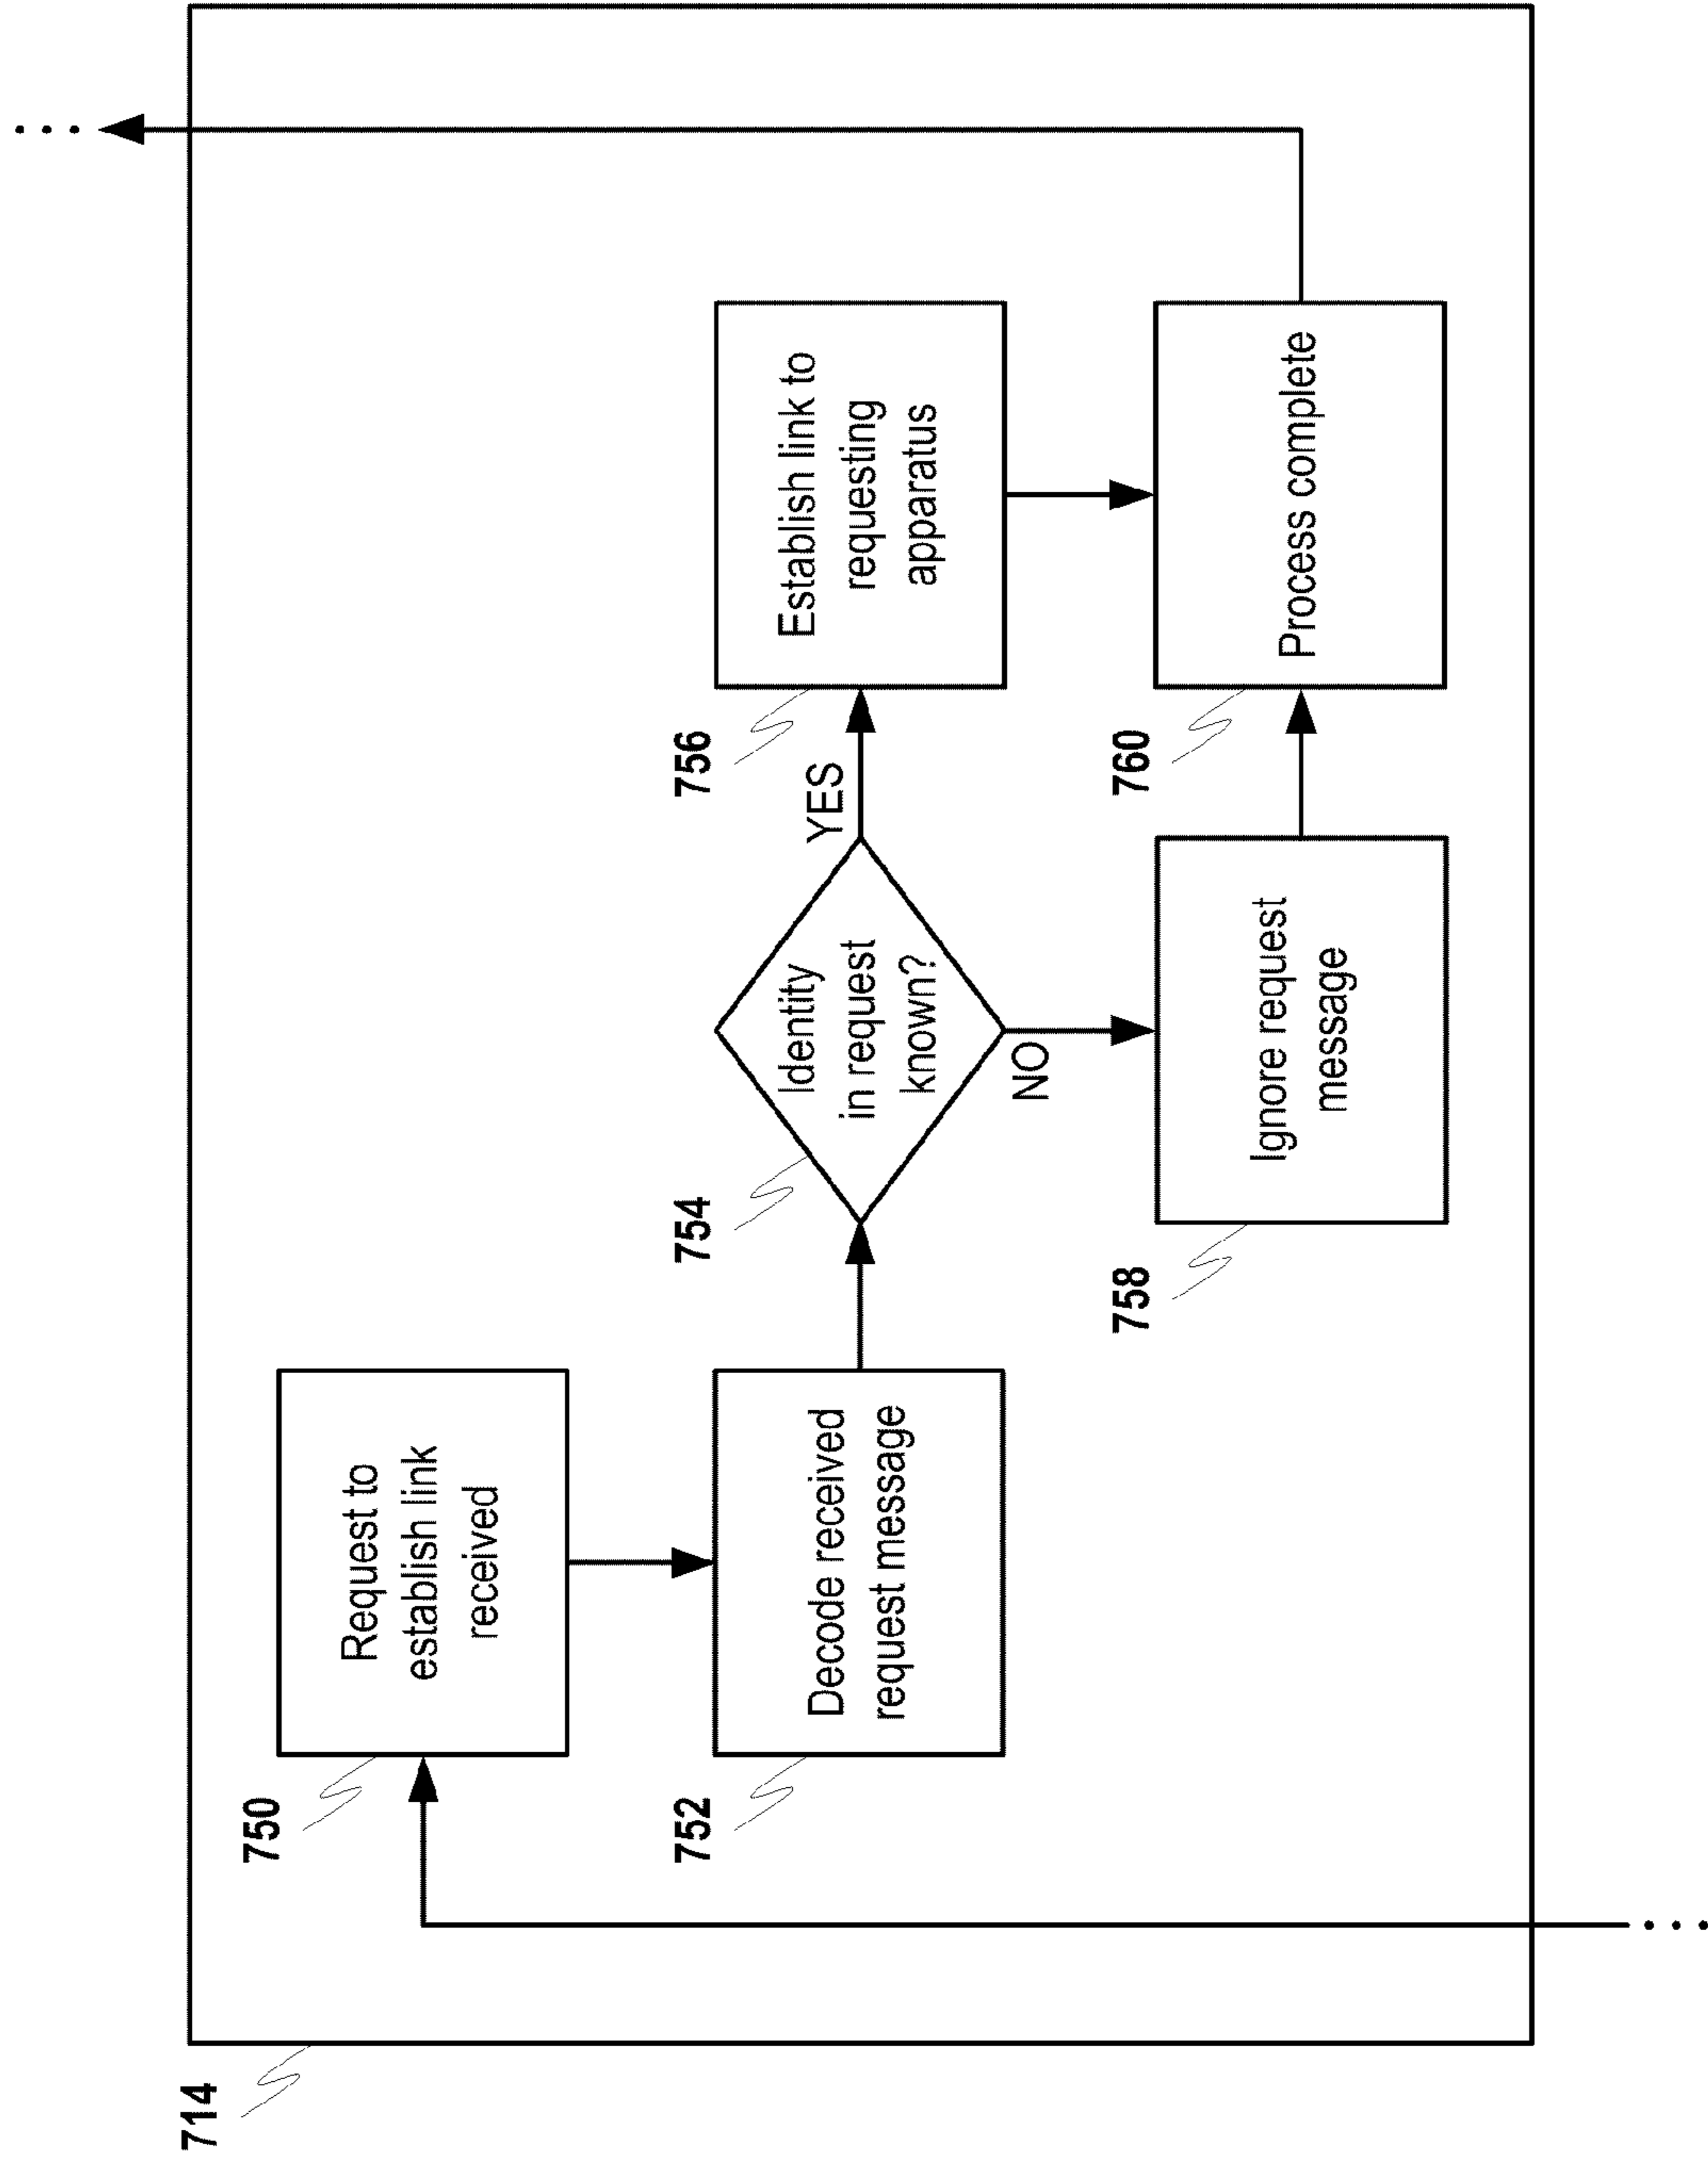 714
750
Request to
establish link
received
752
Decode received
request message
754
Identity
in request
known?
YES
NO
756
Establish link to
requesting
apparatus
758
Ignore request
message
760
Process complete